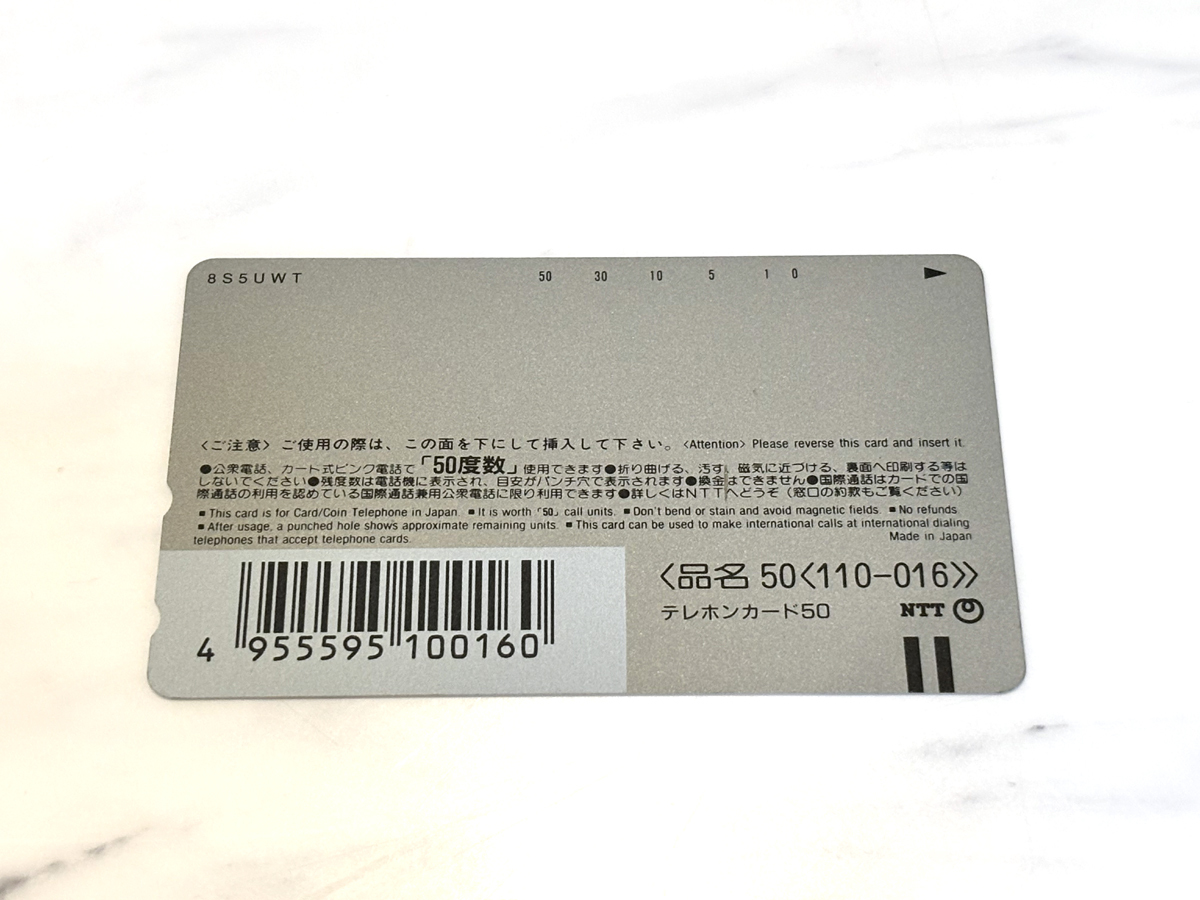 8S5UWT 50 30 10 5 1 0
〈ご注意〉ご使用の際は、この面を下にして挿入して下さい。〈Attention〉Please reverse this card and insert it.
●公衆電話、カード式ピンク電話で「50度数」使用できます●折り曲げる、汚す、磁気に近づける、裏面へ印刷する等は
しないでください●残度数は電話機に表示され、目安がパンチ穴で表示されます●換金はできません●国際通話はカードでの国
際通話の利用を認めている国際通話兼用公衆電話に限り利用できます●詳しくはNTTへどうぞ（窓口の約款もご覧ください）
■This card is for Card/Coin Telephone in Japan. ■It is worth「50」call units. ■Don't bend or stain and avoid magnetic fields. ■No refunds.
■After usage, a punched hole shows approximate remaining units. ■This card can be used to make international calls at international dialing
telephones that accept telephone cards. Made in Japan
〈品名 50〈110-016〉〉
テレホンカード50 NTT
4 955595 100160